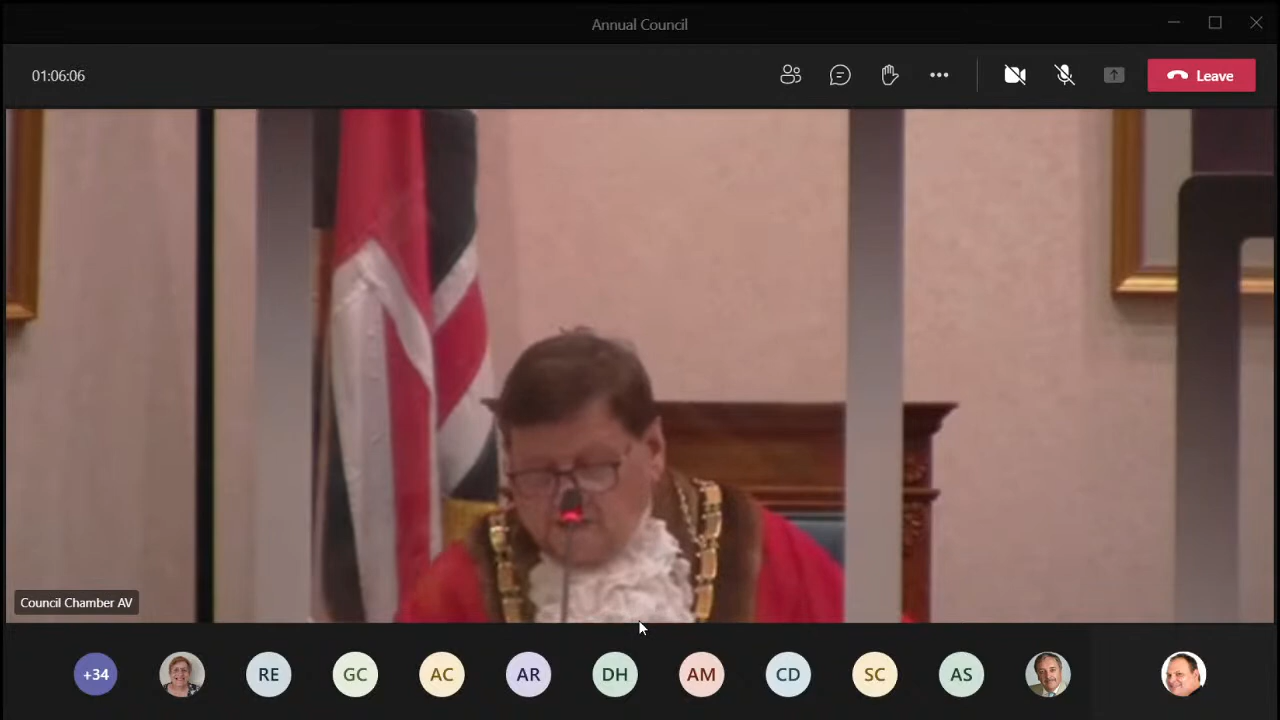 Annual Council
01:06:06
Leave
Council Chamber AV
+34
RE
GC
AC
AR
DH
AM
CD
SC
AS